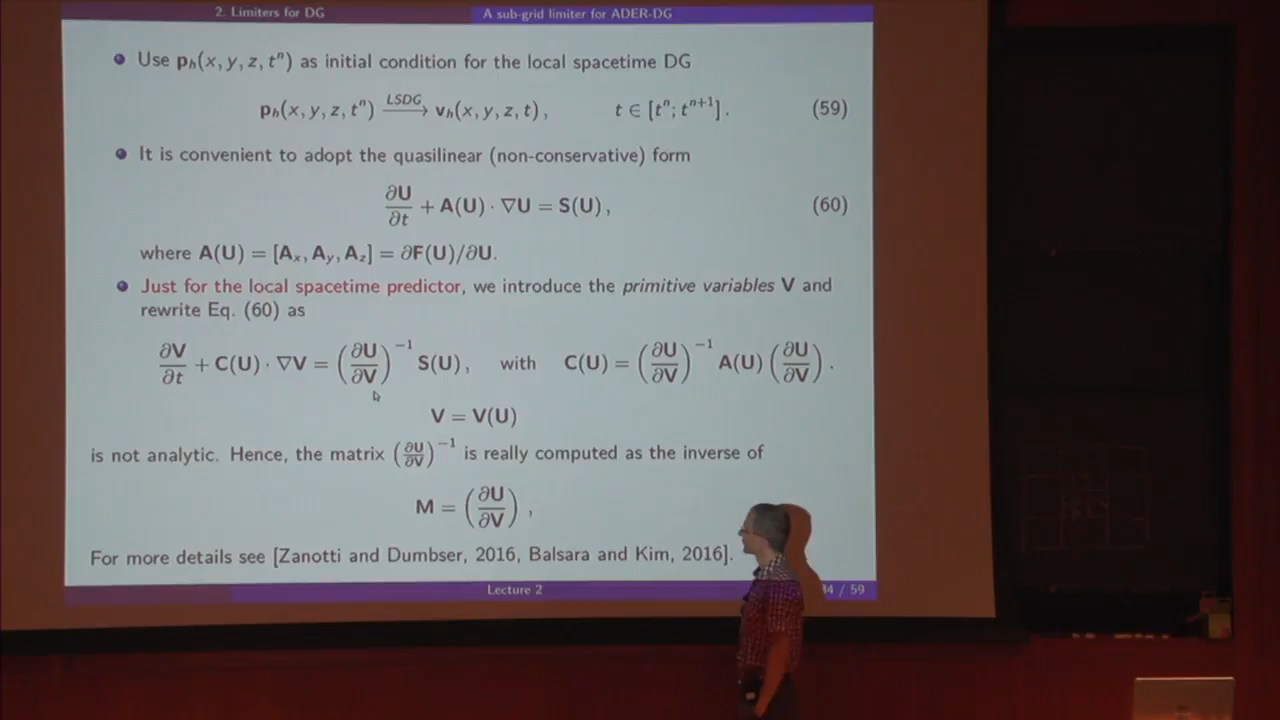 2. Limiters for DG
A sub-grid limiter for ADER-DG
Use pₕ(x, y, z, tⁿ) as initial condition for the local spacetime DG
pₕ(x, y, z, tⁿ) —LSDG→ vₕ(x, y, z, t), t ∈ [tⁿ; tⁿ⁺¹]. (59)
It is convenient to adopt the quasilinear (non-conservative) form
∂U/∂t + A(U) · ∇U = S(U), (60)
where A(U) = [Aₓ, A_y, A_z] = ∂F(U)/∂U.
Just for the local spacetime predictor, we introduce the primitive variables V and
rewrite Eq. (60) as
∂V/∂t + C(U) · ∇V = (∂U/∂V)⁻¹ S(U), with C(U) = (∂U/∂V)⁻¹ A(U) (∂U/∂V).
V = V(U)
is not analytic. Hence, the matrix (∂U/∂V)⁻¹ is really computed as the inverse of
M = (∂U/∂V),
For more details see [Zanotti and Dumbser, 2016, Balsara and Kim, 2016].
Lecture 2
/ 59